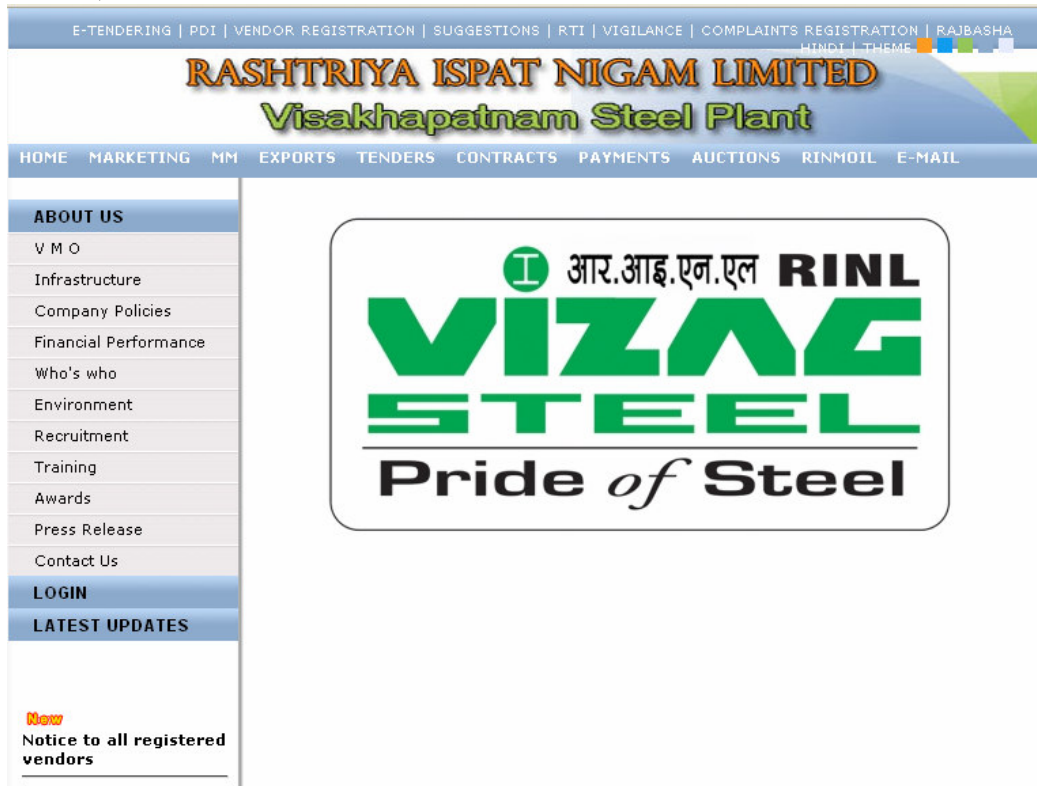 E-TENDERING | PDI | VENDOR REGISTRATION | SUGGESTIONS | RTI | VIGILANCE | COMPLAINTS REGISTRATION | RAJBASHA
HINDI | THEME
RASHTRIYA ISPAT NIGAM LIMITED
Visakhapatnam Steel Plant
HOME MARKETING MM EXPORTS TENDERS CONTRACTS PAYMENTS AUCTIONS RINMOIL E-MAIL
ABOUT US
V M O
Infrastructure
Company Policies
Financial Performance
Who's who
Environment
Recruitment
Training
Awards
Press Release
Contact Us
LOGIN
LATEST UPDATES
New
Notice to all registered
vendors
आर.आइ.एन.एल RINL
VIZAG
STEEL
Pride of Steel